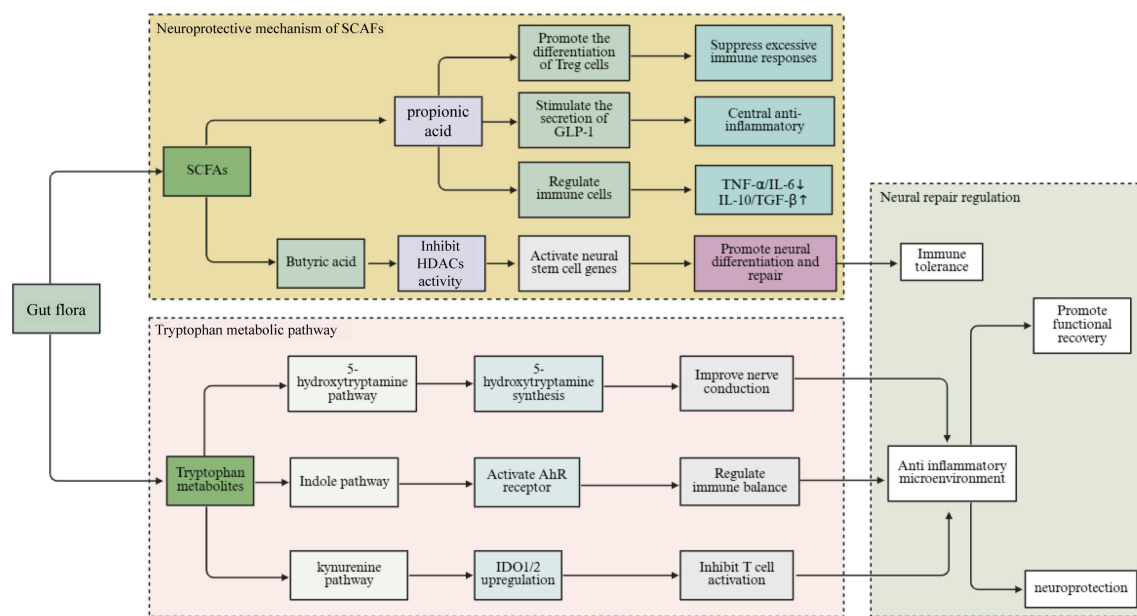 Neuroprotective mechanism of SCAFs
Promote the
differentiation
of Treg cells
Suppress excessive
immune responses
propionic
acid
Stimulate the
secretion of
GLP-1
Central anti-
inflammatory
SCFAs
Regulate
immune cells
TNF-α/IL-6↓
IL-10/TGF-β↑
Butyric acid
Inhibit
HDACs
activity
Activate neural
stem cell genes
Promote neural
differentiation and
repair
Gut flora
Tryptophan metabolic pathway
5-
hydroxytryptamine
pathway
5-
hydroxytryptamine
synthesis
Improve nerve
conduction
Tryptophan
metabolites
Indole pathway
Activate AhR
receptor
Regulate
immune balance
kynurenine
pathway
IDO1/2
upregulation
Inhibit T cell
activation
Neural repair regulation
Immune
tolerance
Promote
functional
recovery
Anti inflammatory
microenvironment
neuroprotection